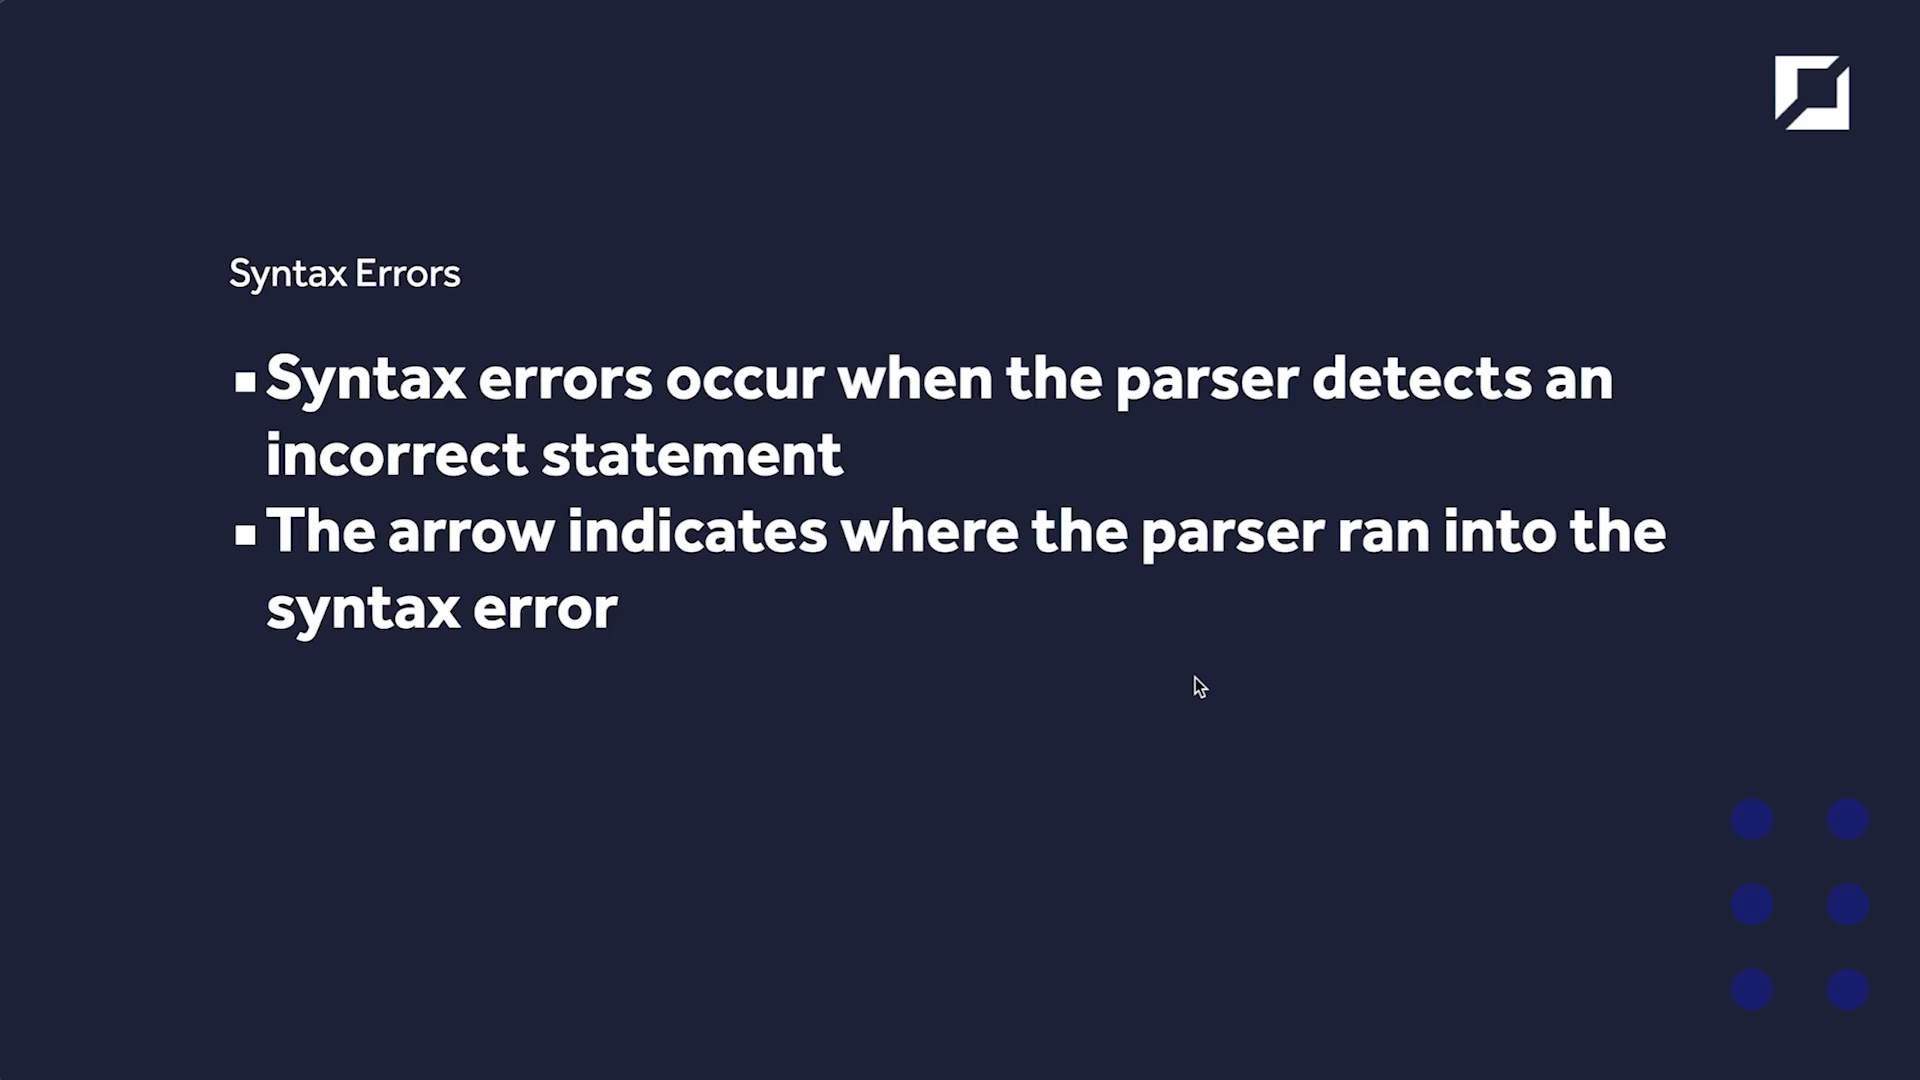 Syntax Errors
▪Syntax errors occur when the parser detects an
incorrect statement
▪The arrow indicates where the parser ran into the
syntax error